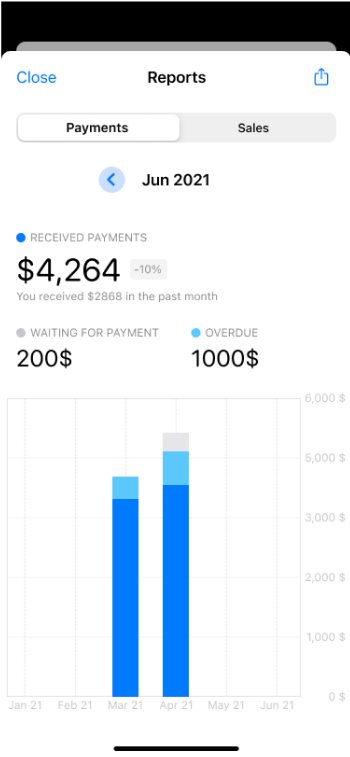 Close Reports
Payments Sales
Jun 2021
RECEIVED PAYMENTS
$4,264 -10%
You received $2868 in the past month
WAITING FOR PAYMENT OVERDUE
200$ 1000$
6,000 $
5,000 $
3,000 $
2,000 $
1,000 $
0 $
Jan 21 Feb 21 Mar 21 Apr 21 May 21 Jun 21